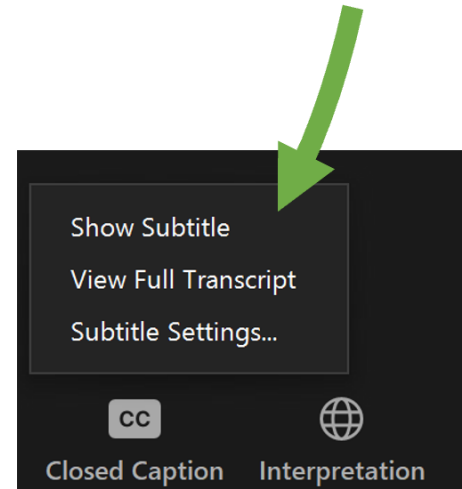 Show Subtitle
View Full Transcript
Subtitle Settings...
CC
Closed Caption
Interpretation